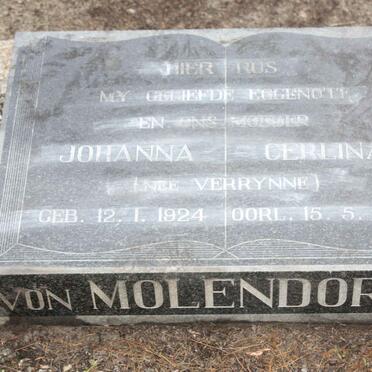 HIER RUS
MY GELIEFDE EGGENOTE
EN ONS MOEDER
JOHANNA GERLINA
(NEE VERRYNNE)
GEB. 12. 1. 1924 OORL. 15. 5.
VON MOLENDOR